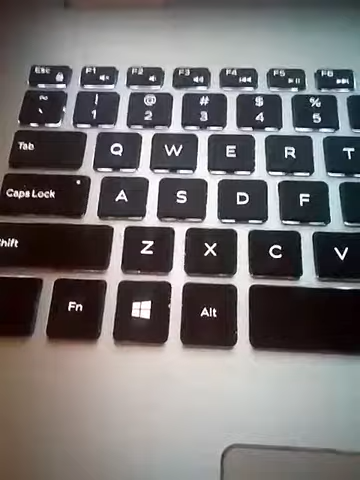 Esc F1 F2 F3 F4 F5 F6
~ ! @ # $ %
` 1 2 3 4 5
Tab Q W E R T
Caps Lock A S D F
Shift Z X C V
Fn Alt